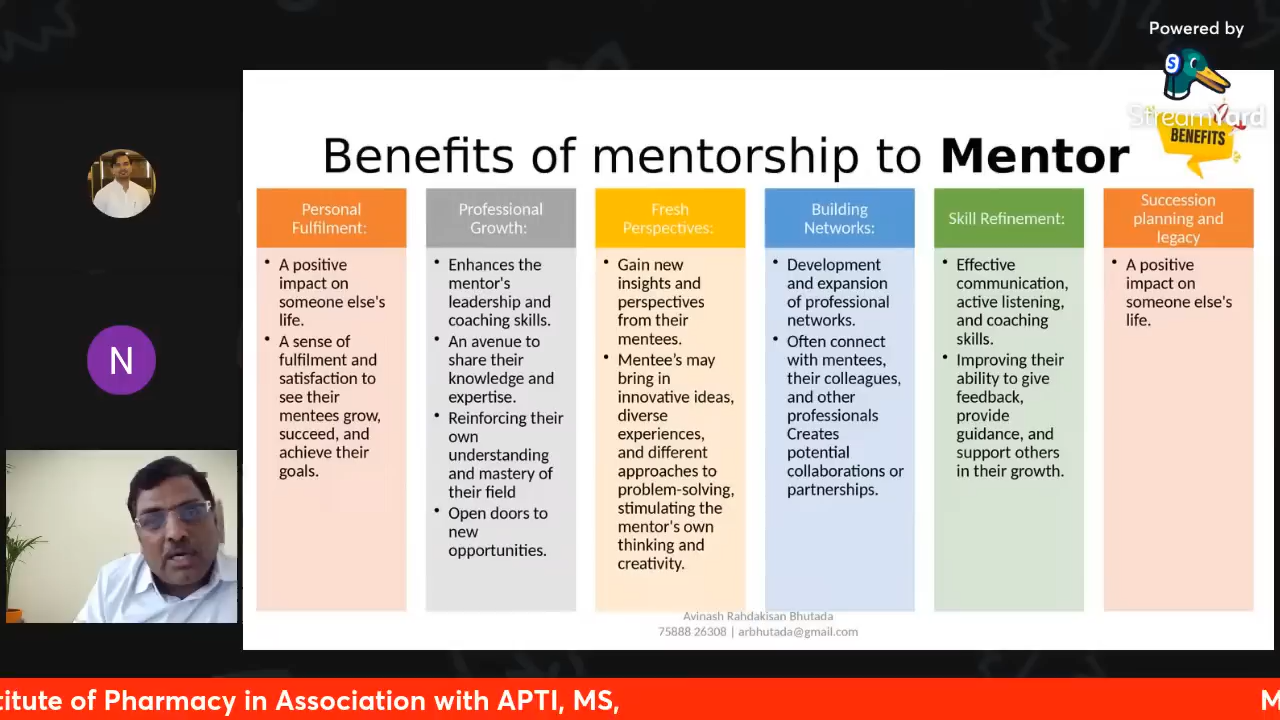 Powered by
StreamYard
BENEFITS
Benefits of mentorship to Mentor
Personal
Fulfilment:
• A positive
impact on
someone else's
life.
• A sense of
fulfilment and
satisfaction to
see their
mentees grow,
succeed, and
achieve their
goals.
Professional
Growth:
• Enhances the
mentor's
leadership and
coaching skills.
• An avenue to
share their
knowledge and
expertise.
• Reinforcing their
own
understanding
and mastery of
their field
• Open doors to
new
opportunities.
Fresh
Perspectives:
• Gain new
insights and
perspectives
from their
mentees.
• Mentee’s may
bring in
innovative ideas,
diverse
experiences,
and different
approaches to
problem-solving,
stimulating the
mentor's own
thinking and
creativity.
Building
Networks:
• Development
and expansion
of professional
networks.
• Often connect
with mentees,
their colleagues,
and other
professionals
Creates
potential
collaborations or
partnerships.
Skill Refinement:
• Effective
communication,
active listening,
and coaching
skills.
• Improving their
ability to give
feedback,
provide
guidance, and
support others
in their growth.
Succession
planning and
legacy
• A positive
impact on
someone else's
life.
Avinash Rahdakisan Bhutada
75888 26308 | arbhutada@gmail.com
N
titute of Pharmacy in Association with APTI, MS,
M